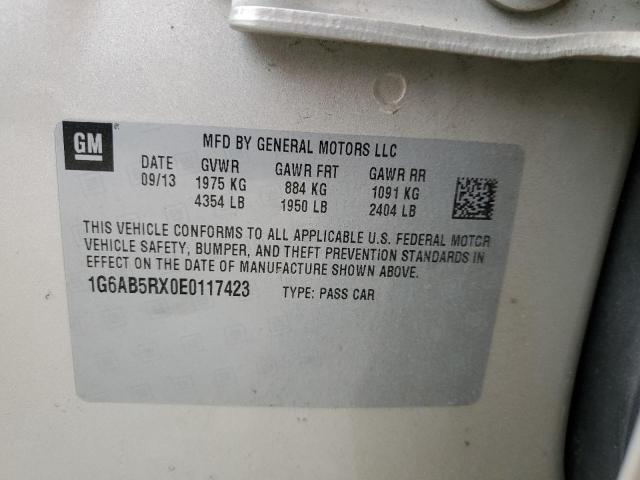 GM
MFD BY GENERAL MOTORS LLC
DATE GVWR GAWR FRT GAWR RR
09/13 1975 KG 884 KG 1091 KG
4354 LB 1950 LB 2404 LB
THIS VEHICLE CONFORMS TO ALL APPLICABLE U.S. FEDERAL MOTOR
VEHICLE SAFETY, BUMPER, AND THEFT PREVENTION STANDARDS IN
EFFECT ON THE DATE OF MANUFACTURE SHOWN ABOVE.
1G6AB5RX0E0117423 TYPE: PASS CAR